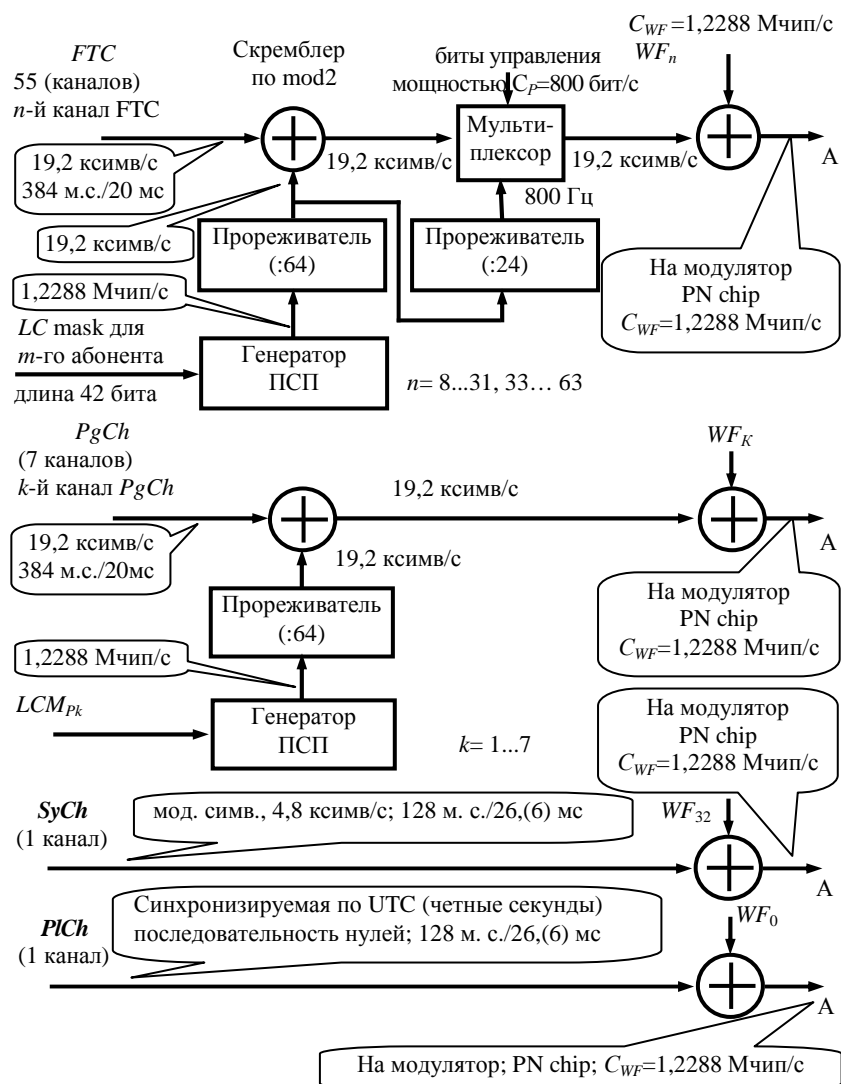 FTC
55 (каналов)
n-й канал FTC
Скремблер
по mod2
биты управления
мощностью C_P=800 бит/с
C_WF=1,2288 Мчип/с
WF_n
19,2 ксимв/с
384 м.с./20 мс
19,2 ксимв/с
19,2 ксимв/с
Мульти-
плексор
19,2 ксимв/с
А
800 Гц
Прореживатель
(:64)
Прореживатель
(:24)
На модулятор
PN chip
C_WF=1,2288 Мчип/с
1,2288 Мчип/с
LC mask для
m-го абонента
длина 42 бита
Генератор
ПСП
n= 8...31, 33… 63
PgCh
(7 каналов)
k-й канал PgCh
WF_K
19,2 ксимв/с
19,2 ксимв/с
384 м.с./20мс
А
19,2 ксимв/с
Прореживатель
(:64)
На модулятор
PN chip
C_WF=1,2288 Мчип/с
1,2288 Мчип/с
LCM_Pk
Генератор
ПСП
k= 1...7
На модулятор
PN chip
C_WF=1,2288 Мчип/с
SyCh
(1 канал)
мод. симв., 4,8 ксимв/с; 128 м. с./26,(6) мс
WF_32
А
PlCh
(1 канал)
Синхронизируемая по UTC (четные секунды)
последовательность нулей; 128 м. с./26,(6) мс
WF_0
А
На модулятор; PN chip; C_WF=1,2288 Мчип/с